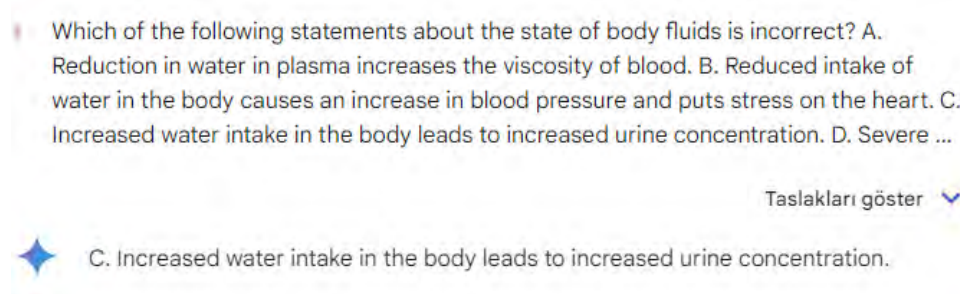 Which of the following statements about the state of body fluids is incorrect? A.
Reduction in water in plasma increases the viscosity of blood. B. Reduced intake of
water in the body causes an increase in blood pressure and puts stress on the heart. C.
Increased water intake in the body leads to increased urine concentration. D. Severe ...
Taslakları göster
C. Increased water intake in the body leads to increased urine concentration.